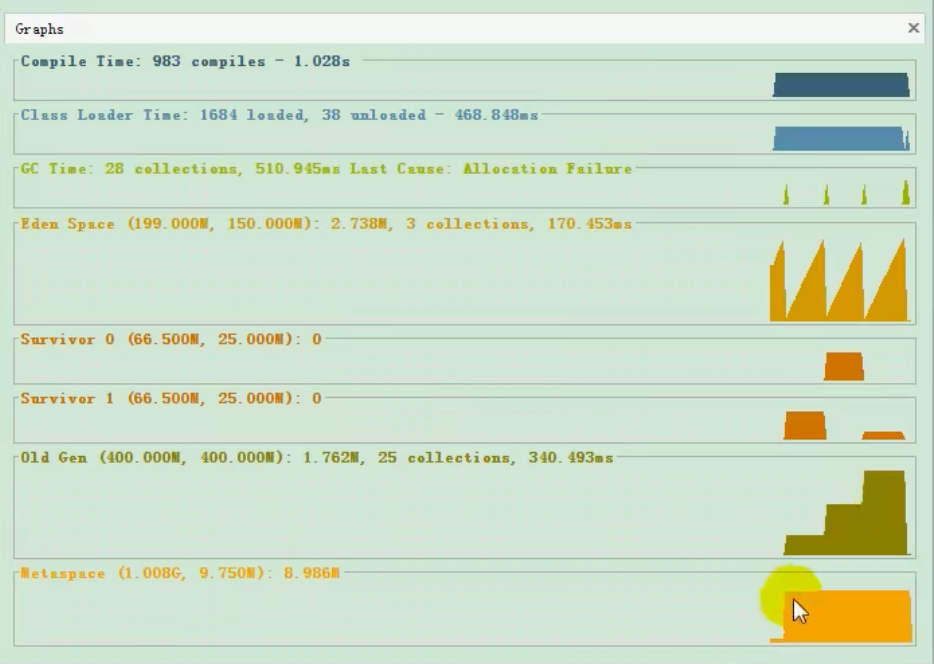 Graphs
Compile Time: 983 compiles - 1.028s
Class Loader Time: 1684 loaded, 38 unloaded - 468.848ms
GC Time: 28 collections, 510.945ms Last Cause: Allocation Failure
Eden Space (199.000M, 150.000M): 2.738M, 3 collections, 170.453ms
Survivor 0 (66.500M, 25.000M): 0
Survivor 1 (66.500M, 25.000M): 0
Old Gen (400.000M, 400.000M): 1.762M, 25 collections, 340.493ms
Metaspace (1.008G, 9.750M): 8.986M